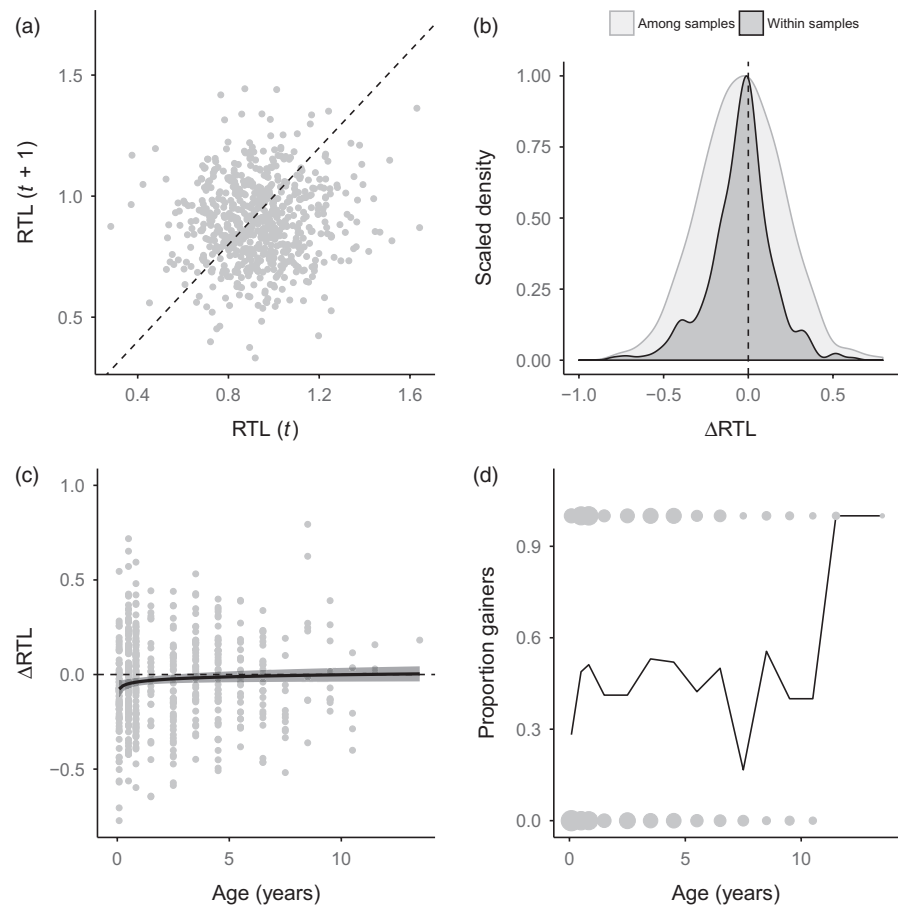 (a)
RTL (t + 1)
1.5
1.0
0.5
0.4 0.8 1.2 1.6
RTL (t)
(b)
Among samples Within samples
Scaled density
1.00
0.75
0.50
0.25
0.00
−1.0 −0.5 0.0 0.5
ΔRTL
(c)
ΔRTL
1.0
0.5
0.0
−0.5
0 5 10
Age (years)
(d)
Proportion gainers
0.9
0.6
0.3
0.0
0 5 10
Age (years)